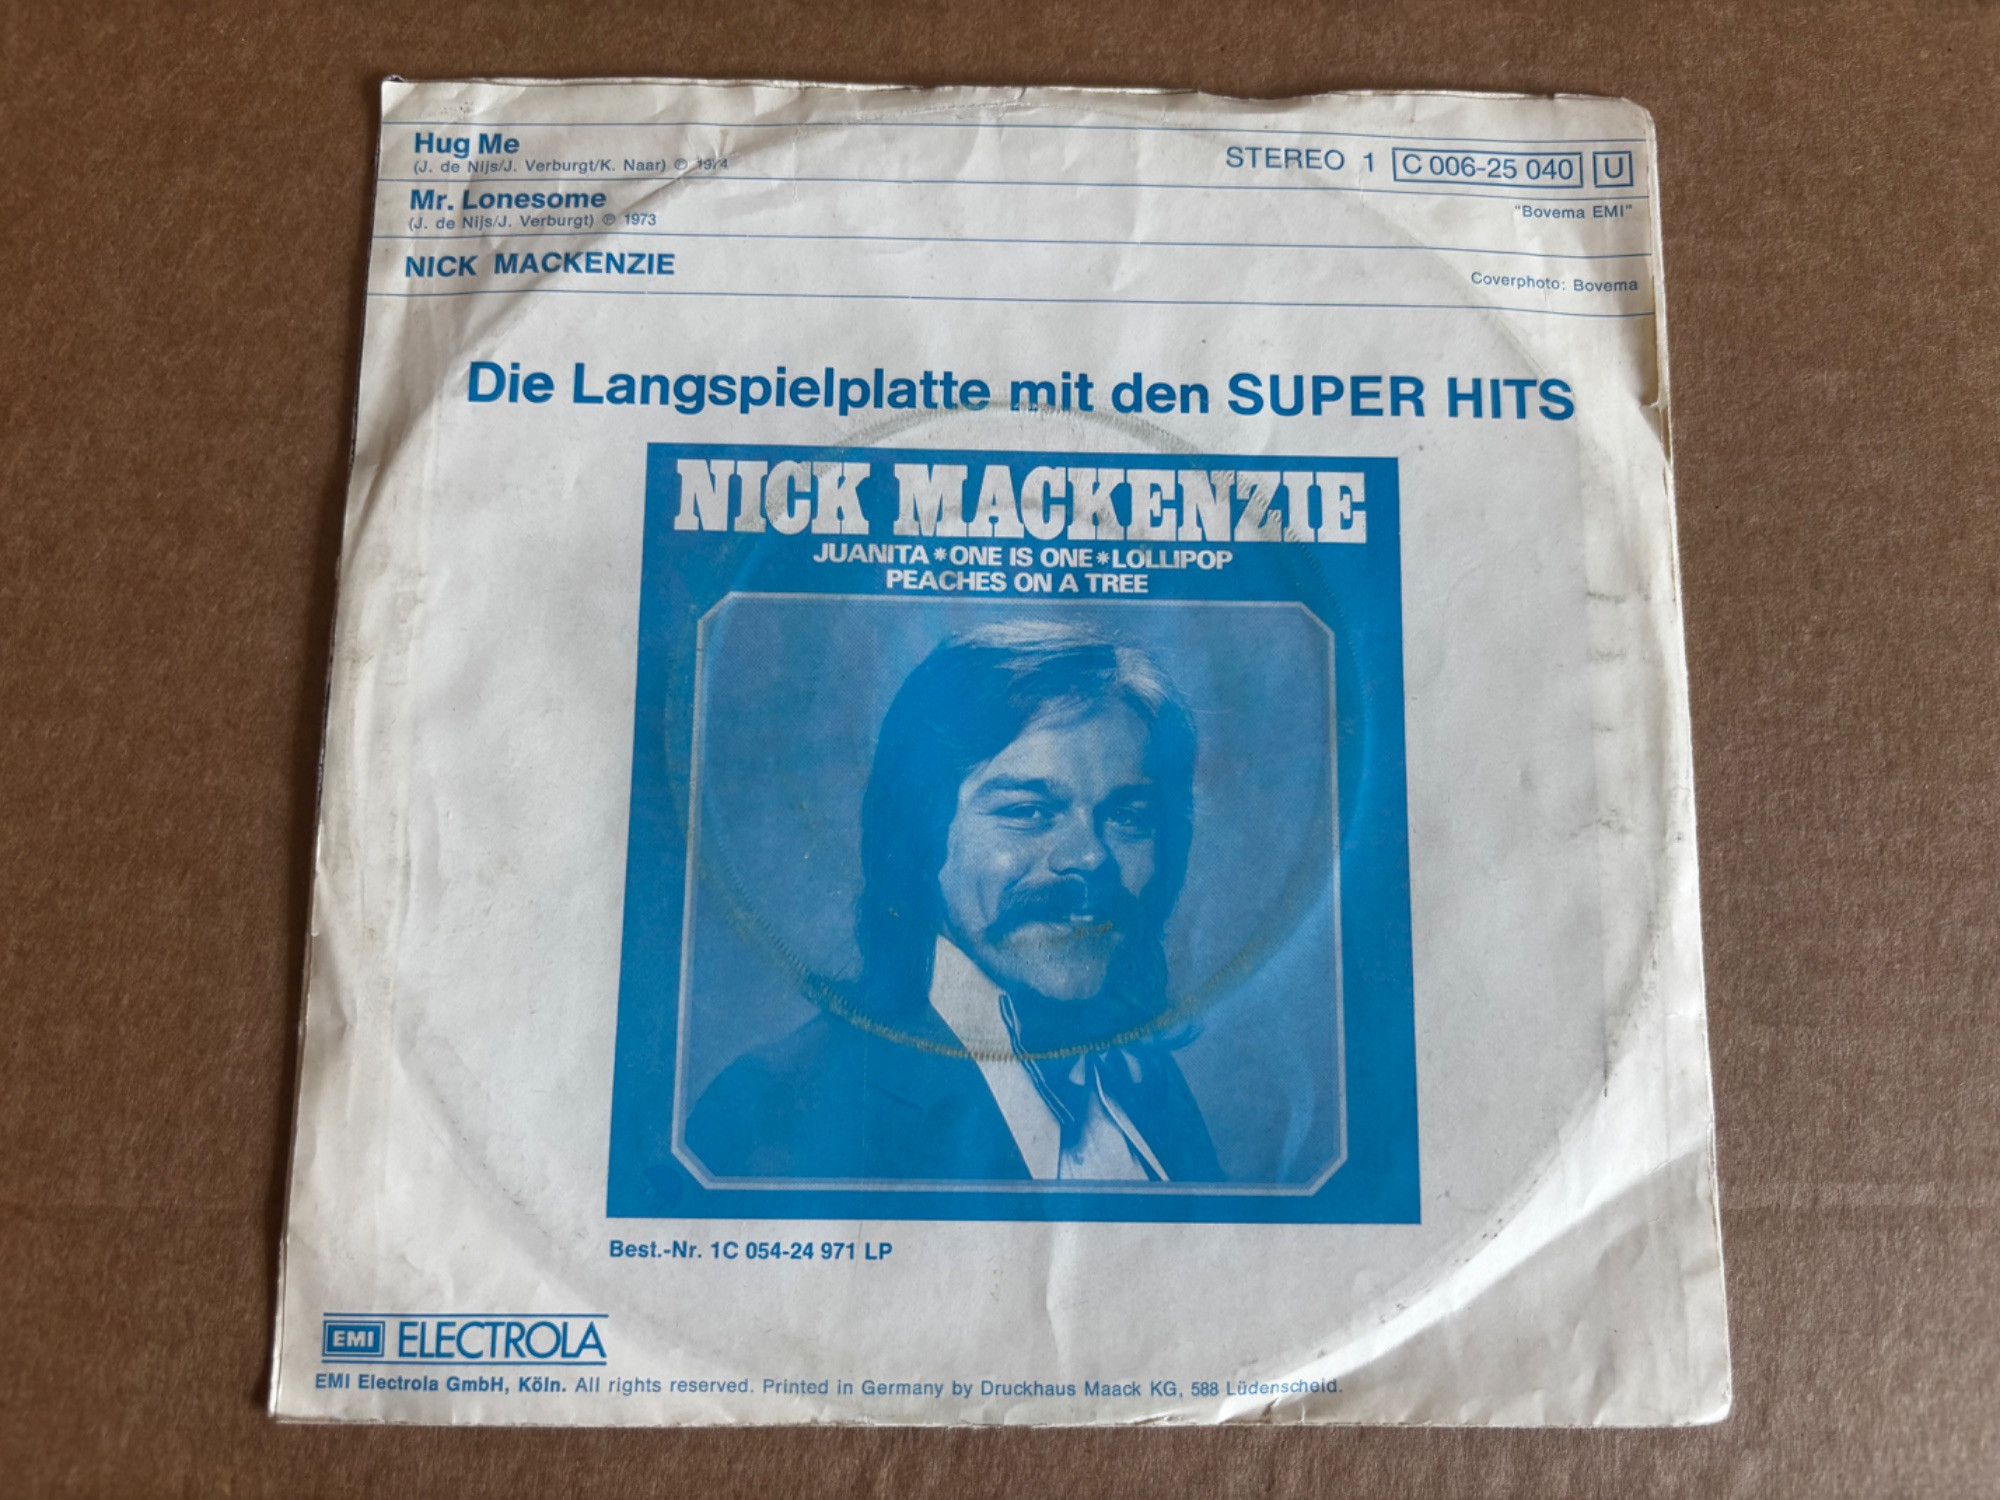 Hug Me
(J. de Nijs/J. Verburgt/K. Naar) ℗ 1974
STEREO 1 C 006-25 040 U
Mr. Lonesome
(J. de Nijs/J. Verburgt) ℗ 1973
"Bovema EMI"
NICK MACKENZIE
Coverphoto: Bovema
Die Langspielplatte mit den SUPER HITS
NICK MACKENZIE
JUANITA * ONE IS ONE * LOLLIPOP
PEACHES ON A TREE
Best.-Nr. 1C 054-24 971 LP
EMI ELECTROLA
EMI Electrola GmbH, Köln. All rights reserved. Printed in Germany by Druckhaus Maack KG, 588 Lüdenscheid.